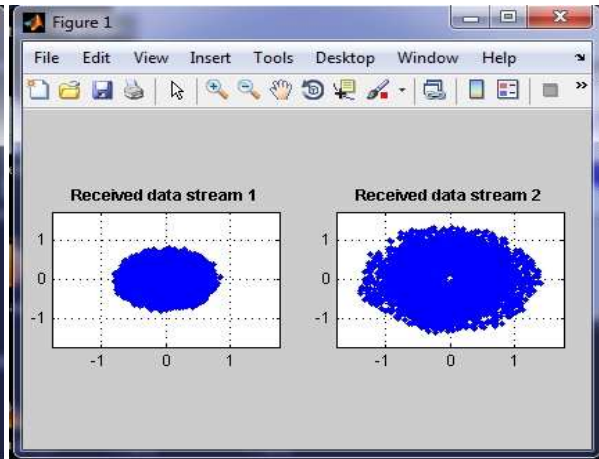 Figure 1
File Edit View Insert Tools Desktop Window Help
Received data stream 1
1
0
-1
-1 0 1
Received data stream 2
1
0
-1
-1 0 1